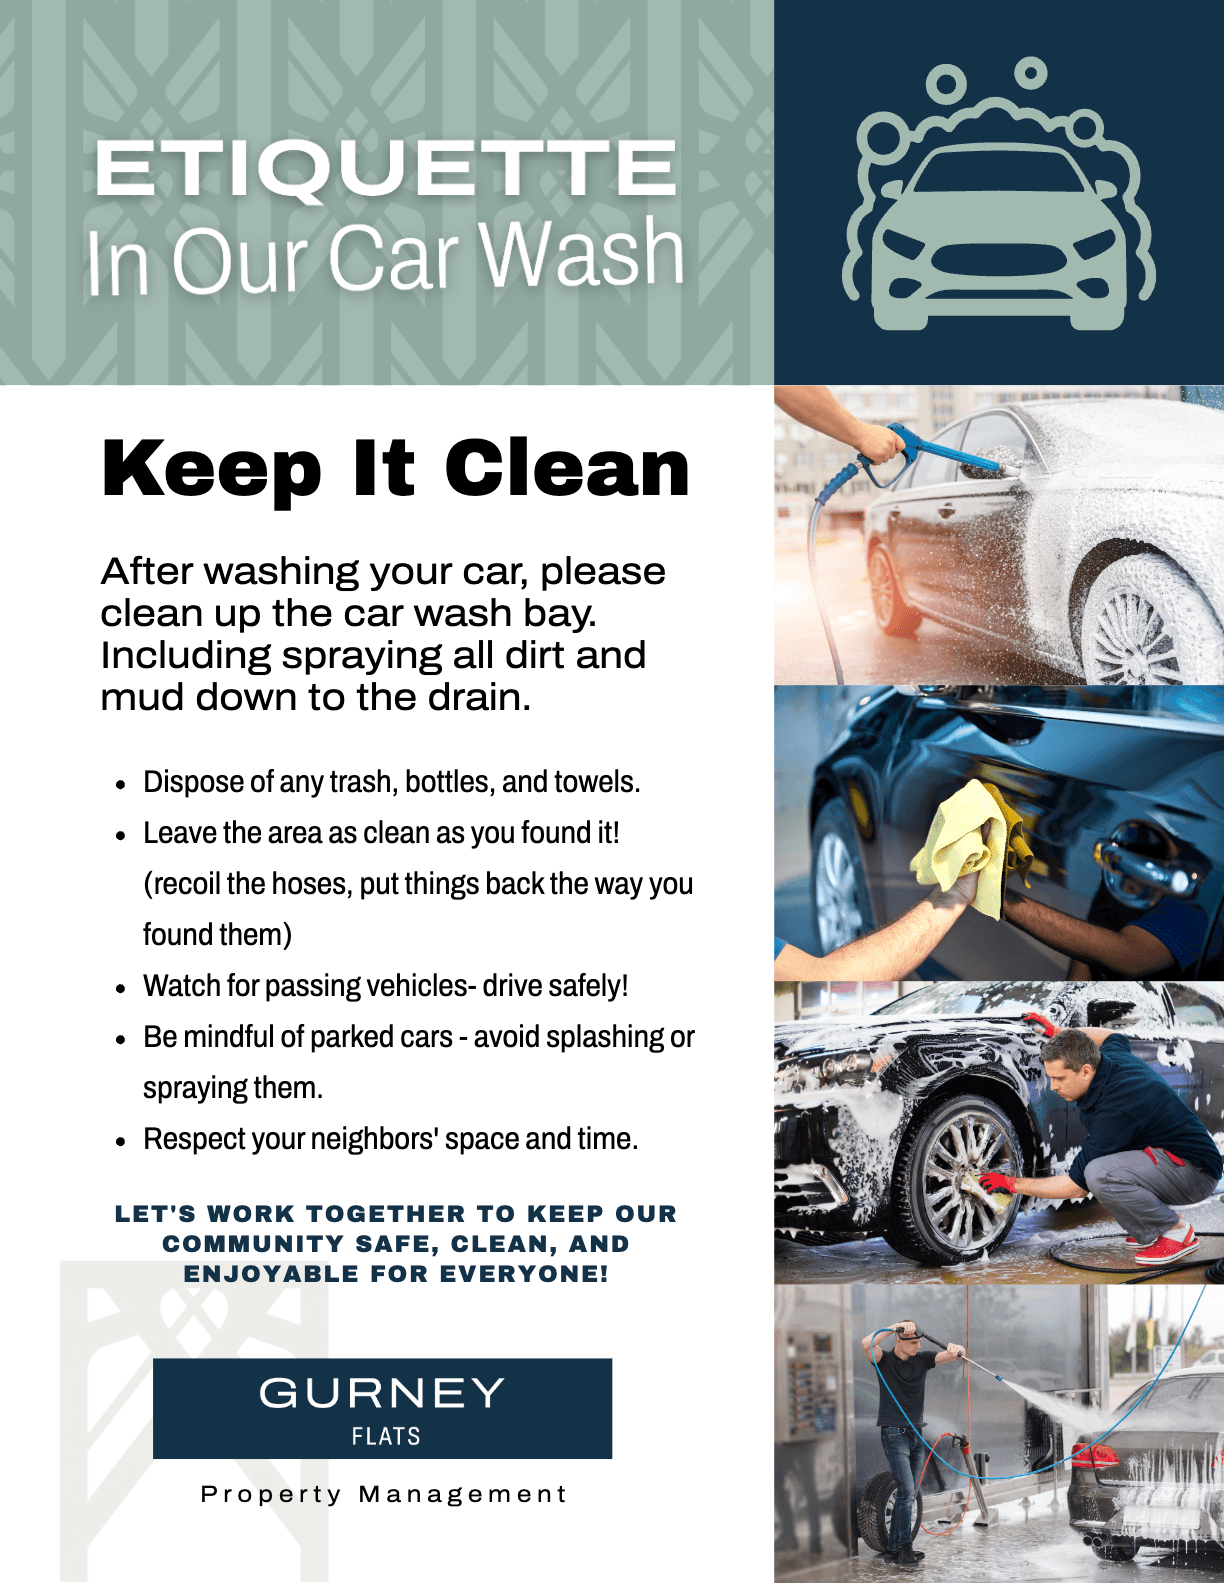 ETIQUETTE
In Our Car Wash
Keep It Clean
After washing your car, please
clean up the car wash bay.
Including spraying all dirt and
mud down to the drain.
• Dispose of any trash, bottles, and towels.
• Leave the area as clean as you found it!
(recoil the hoses, put things back the way you
found them)
• Watch for passing vehicles- drive safely!
• Be mindful of parked cars - avoid splashing or
spraying them.
• Respect your neighbors' space and time.
LET'S WORK TOGETHER TO KEEP OUR
COMMUNITY SAFE, CLEAN, AND
ENJOYABLE FOR EVERYONE!
GURNEY
FLATS
Property Management